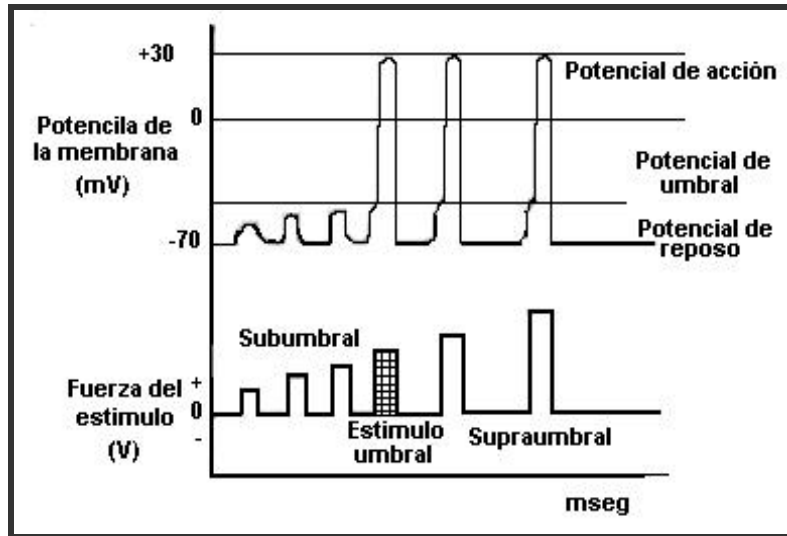 +30
Potencial de acción
0
Potencila de
la membrana
(mV)
Potencial de
umbral
-70
Potencial de
reposo
Subumbral
Fuerza del
estimulo
(V)
+
0
-
Estimulo
umbral
Supraumbral
mseg